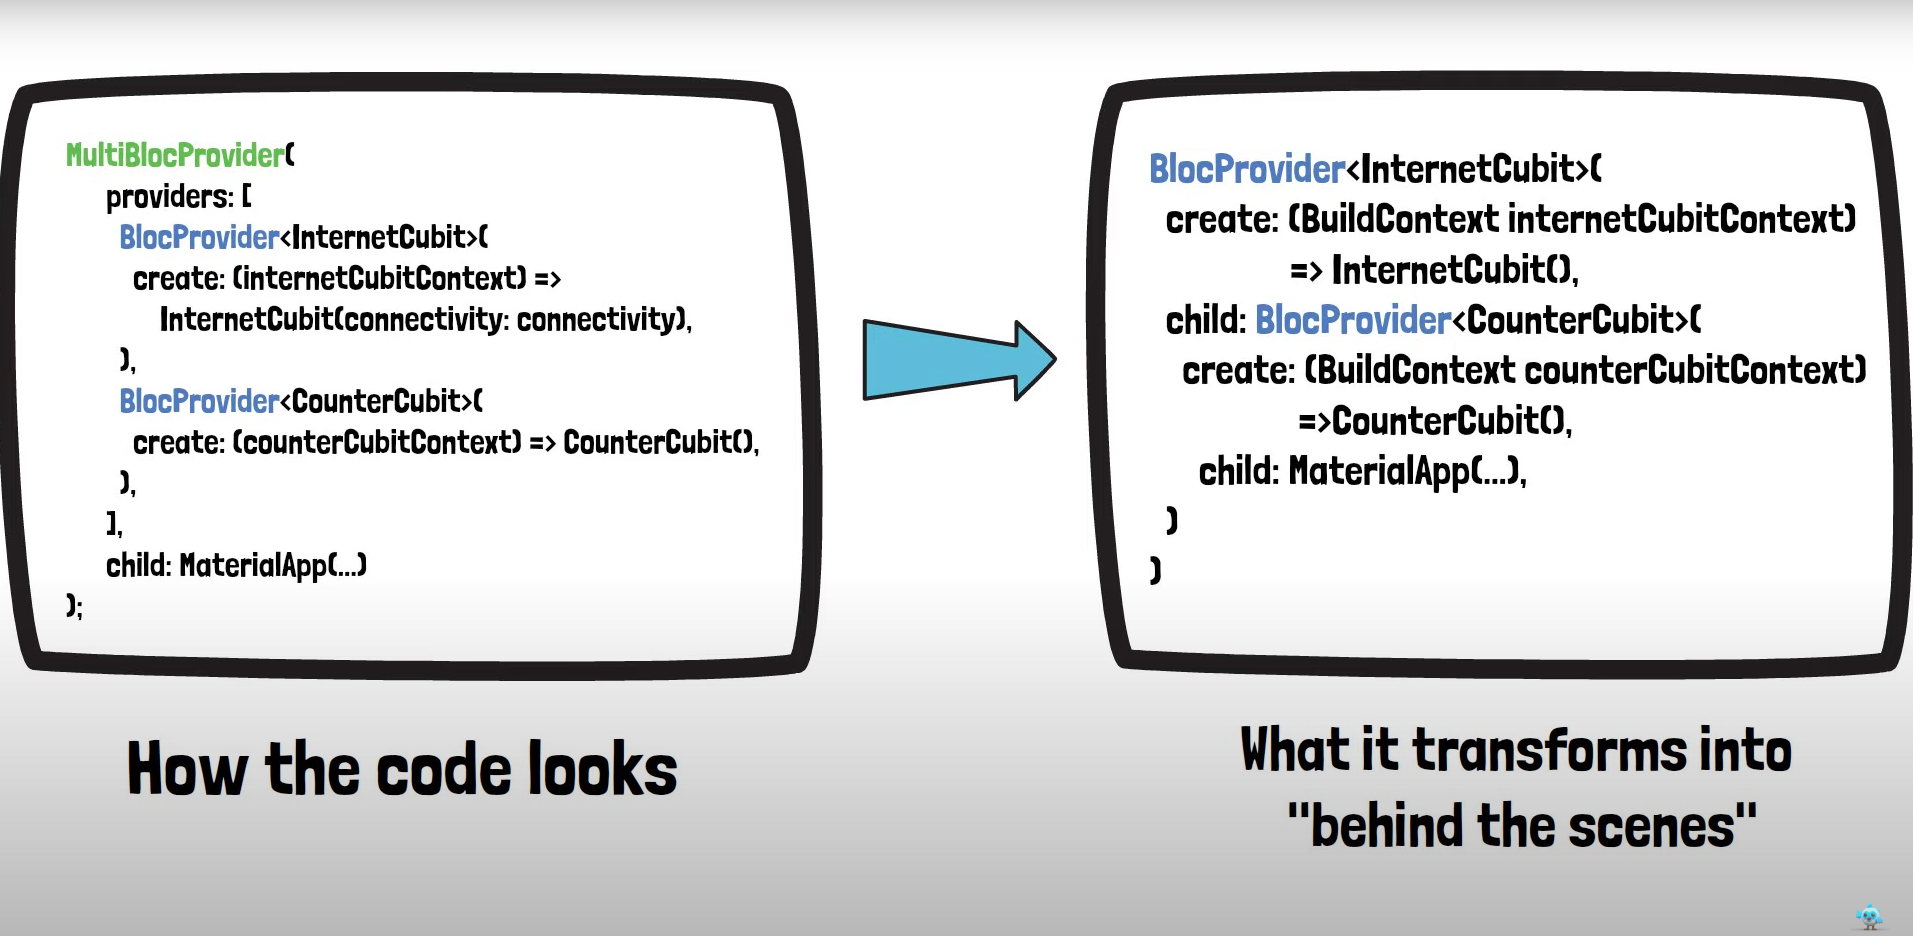 MultiBlocProvider(
providers: [
BlocProvider<InternetCubit>(
create: (internetCubitContext) =>
InternetCubit(connectivity: connectivity),
),
BlocProvider<CounterCubit>(
create: (counterCubitContext) => CounterCubit(),
),
],
child: MaterialApp(...)
);
How the code looks
BlocProvider<InternetCubit>(
create: (BuildContext internetCubitContext)
=> InternetCubit(),
child: BlocProvider<CounterCubit>(
create: (BuildContext counterCubitContext)
=>CounterCubit(),
child: MaterialApp(...),
)
)
What it transforms into
"behind the scenes"